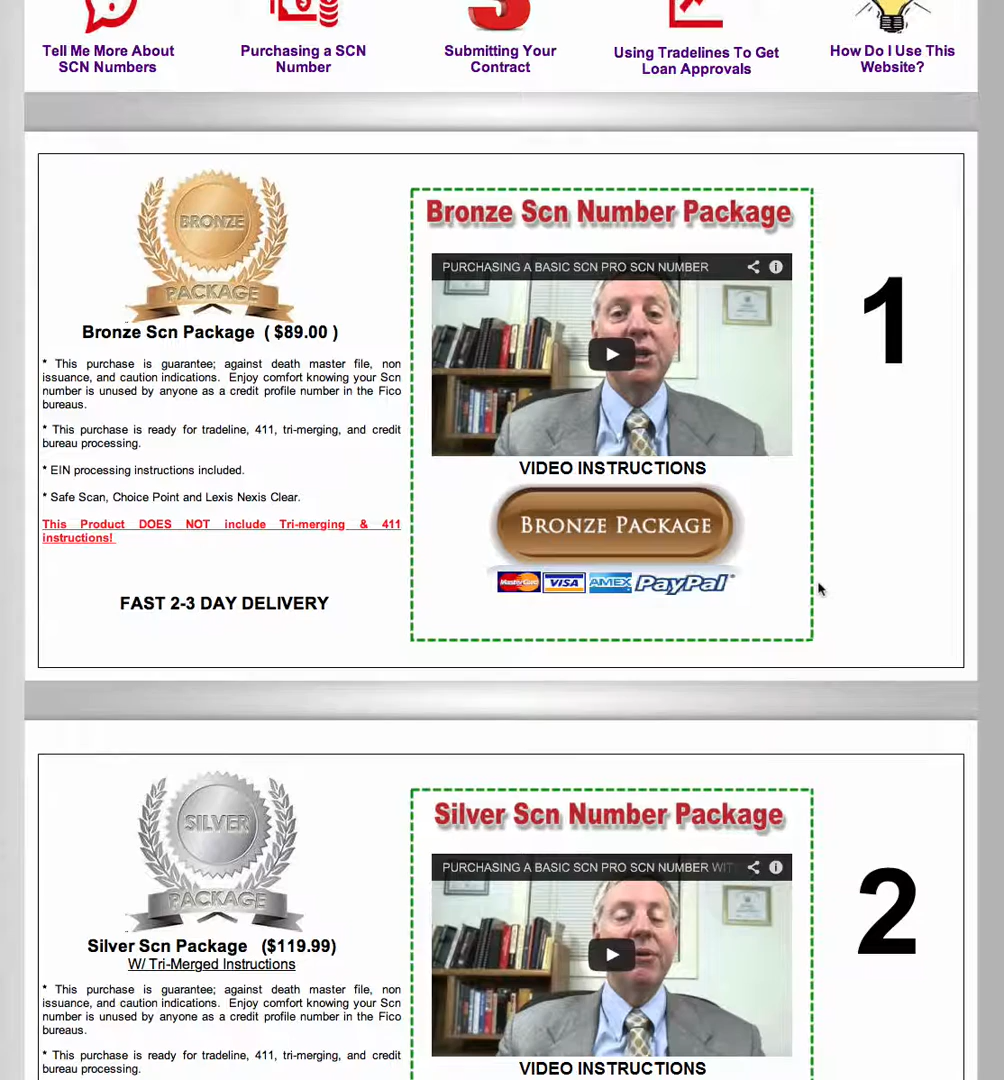 Tell Me More About
SCN Numbers
Purchasing a SCN
Number
Submitting Your
Contract
Using Tradelines To Get
Loan Approvals
How Do I Use This
Website?
BRONZE
PACKAGE
Bronze Scn Package ( $89.00 )
* This purchase is guarantee; against death master file, non
issuance, and caution indications. Enjoy comfort knowing your Scn
number is unused by anyone as a credit profile number in the Fico
bureaus.
* This purchase is ready for tradeline, 411, tri-merging, and credit
bureau processing.
* EIN processing instructions included.
* Safe Scan, Choice Point and Lexis Nexis Clear.
This Product DOES NOT include Tri-merging & 411
instructions!
FAST 2-3 DAY DELIVERY
Bronze Scn Number Package
PURCHASING A BASIC SCN PRO SCN NUMBER
VIDEO INSTRUCTIONS
BRONZE PACKAGE
MasterCard VISA AMEX PayPal
1
SILVER
PACKAGE
Silver Scn Package ($119.99)
W/ Tri-Merged Instructions
* This purchase is guarantee; against death master file, non
issuance, and caution indications. Enjoy comfort knowing your Scn
number is unused by anyone as a credit profile number in the Fico
bureaus.
* This purchase is ready for tradeline, 411, tri-merging, and credit
bureau processing.
Silver Scn Number Package
PURCHASING A BASIC SCN PRO SCN NUMBER WIT
VIDEO INSTRUCTIONS
2